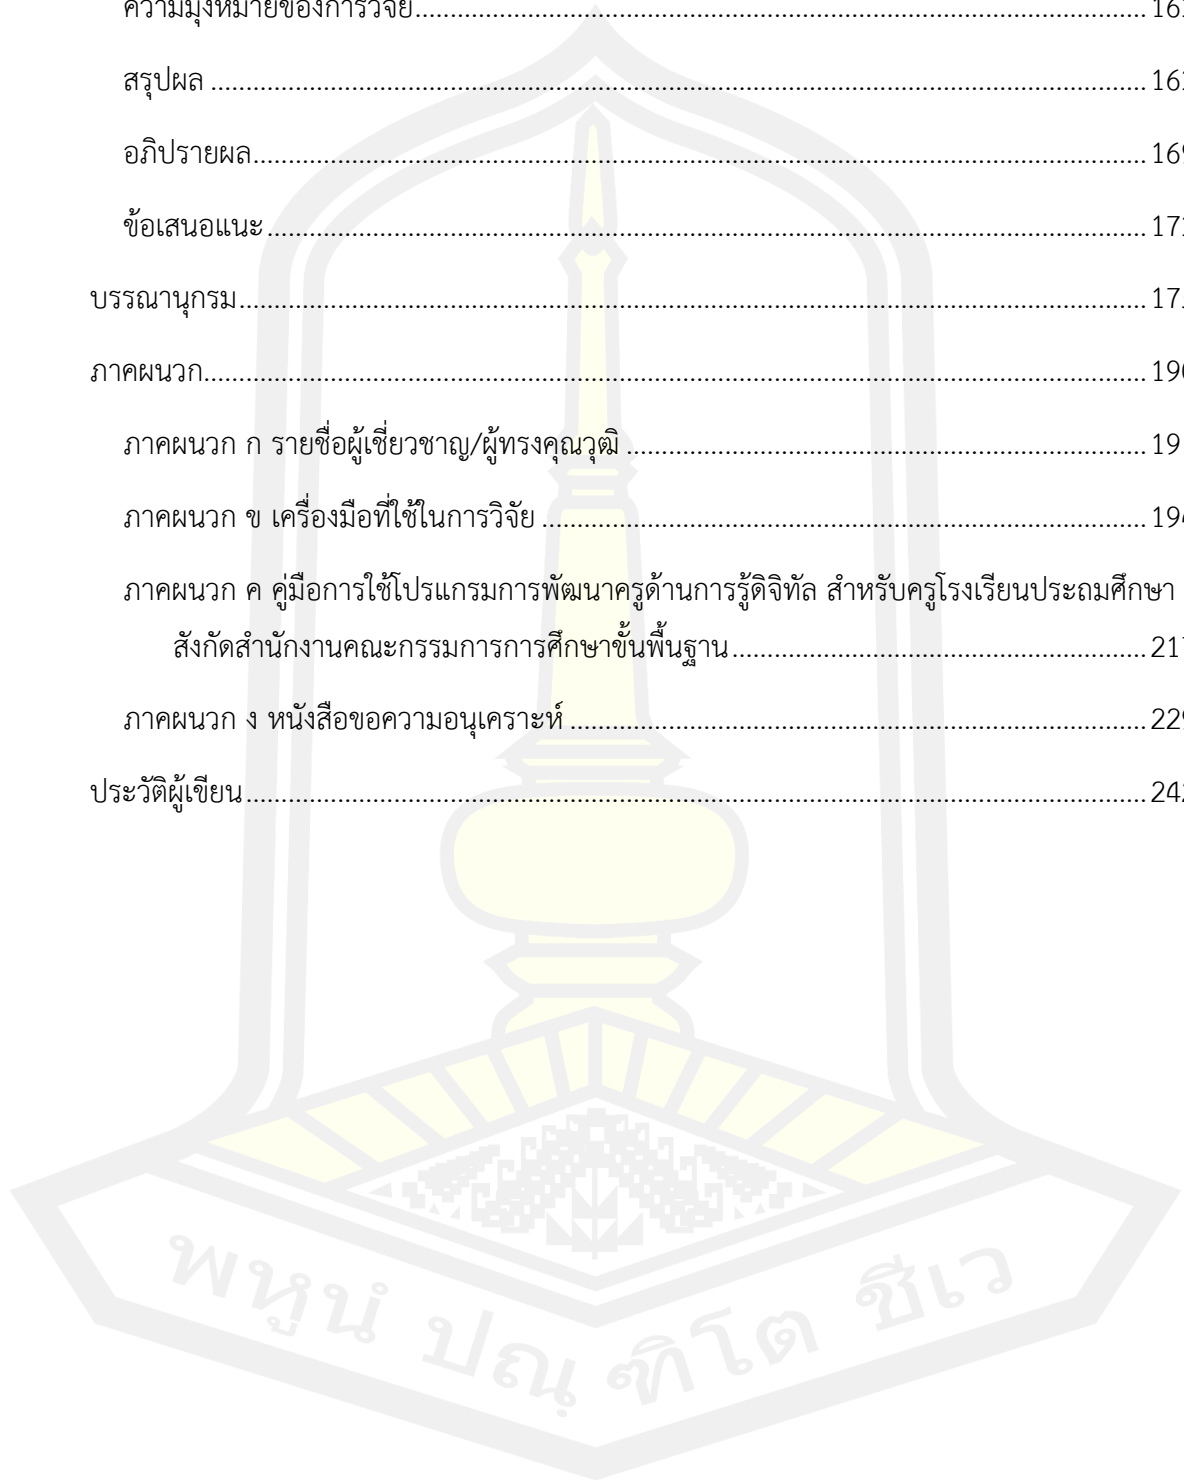 ความมุ่งหมายของการวิจัย
สรุปผล
อภิปรายผล 169
ข้อเสนอแนะ
บรรณานุกรม
ภาคผนวก 190
ภาคผนวก ก รายชื่อผู้เชี่ยวชาญ/ผู้ทรงคุณวุฒิ
ภาคผนวก ข เครื่องมือที่ใช้ในการวิจัย 194
ภาคผนวก ค คู่มือการใช้โปรแกรมการพัฒนาครูด้านการรู้ดิจิทัล สำหรับครูโรงเรียนประถมศึกษา
สังกัดสำนักงานคณะกรรมการการศึกษาขั้นพื้นฐาน 217
ภาคผนวก ง หนังสือขอความอนุเคราะห์ 229
ประวัติผู้เขียน
พหูนํ ปณฺฑิโต ชีเว